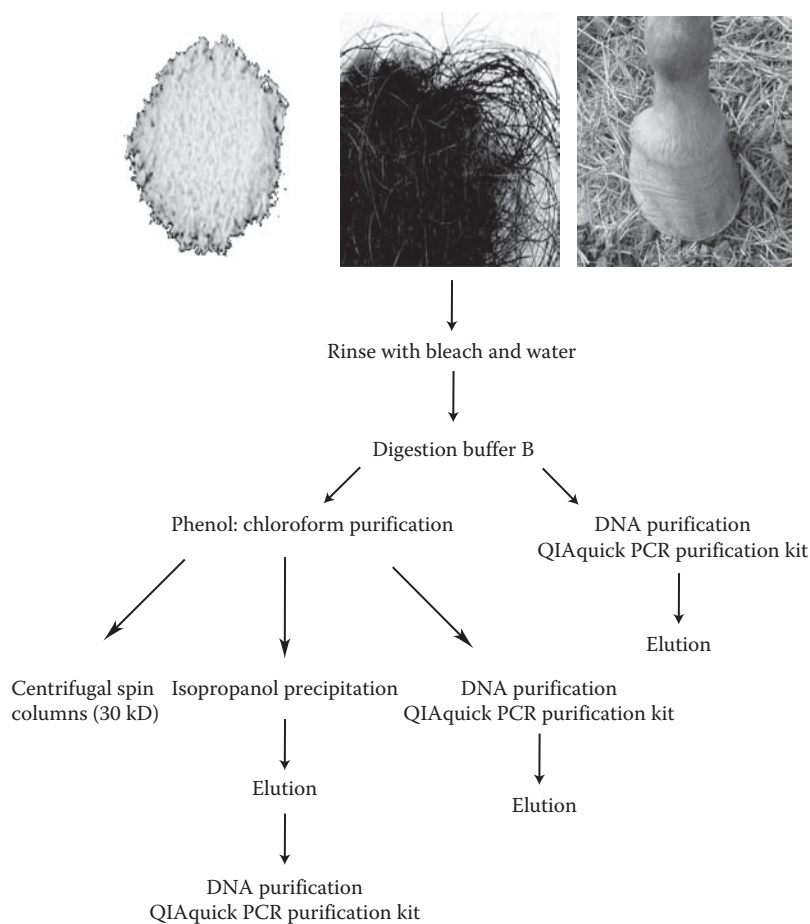 Rinse with bleach and water
Digestion buffer B
Phenol: chloroform purification
DNA purification
QIAquick PCR purification kit
Elution
Centrifugal spin
columns (30 kD)
Isopropanol precipitation
Elution
DNA purification
QIAquick PCR purification kit
DNA purification
QIAquick PCR purification kit
Elution